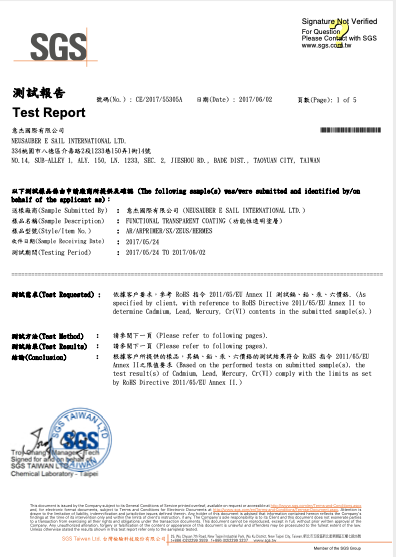 Signature Not Verified
For Question
Please Contact with SGS
www.sgs.com.tw
SGS
測試報告
Test Report
號碼(No.) : CE/2017/55305A 日期(Date) : 2017/06/02 頁數(Page): 1 of 5
意杰國際有限公司
NEUSAUBER E SAIL INTERNATIONAL LTD.
334桃園市八德區介壽路2段1233巷150弄1衖14號
NO.14, SUB-ALLEY 1, ALY. 150, LN. 1233, SEC. 2, JIESHOU RD., BADE DIST., TAOYUAN CITY, TAIWAN
以下測試樣品係由申請廠商所提供及確認 (The following sample(s) was/were submitted and identified by/on
behalf of the applicant as):
送樣廠商(Sample Submitted By) : 意杰國際有限公司 (NEUSAUBER E SAIL INTERNATIONAL LTD.)
樣品名稱(Sample Description) : FUNCTIONAL TRANSPARENT COATING (功能性透明塗層)
樣品型號(Style/Item No.) : AR/ARPRIMER/SX/ZEUS/HERMES
收件日期(Sample Receiving Date) : 2017/05/24
測試期間(Testing Period) : 2017/05/24 TO 2017/06/02
測試需求(Test Requested) : 依據客戶要求，參考 RoHS 指令 2011/65/EU Annex II 測試鎘、鉛、汞、六價鉻. (As
specified by client, with reference to RoHS Directive 2011/65/EU Annex II to
determine Cadmium, Lead, Mercury, Cr(VI) contents in the submitted sample(s).)
測試方法(Test Method) : 請參閱下一頁 (Please refer to following pages).
測試結果(Test Results) : 請參閱下一頁 (Please refer to following pages).
結論(Conclusion) : 根據客戶所提供的樣品，其鎘、鉛、汞、六價鉻的測試結果符合 RoHS 指令 2011/65/EU
Annex II之限值要求 (Based on the performed tests on submitted sample(s), the
test result(s) of Cadmium, Lead, Mercury, Cr(VI) comply with the limits as set
by RoHS Directive 2011/65/EU Annex II.)
SGS
Signed for and on behalf of
SGS TAIWAN LTD.
Chemical Laboratory - Taipei
SGS Taiwan Ltd. 台灣檢驗科技股份有限公司
Member of the SGS Group